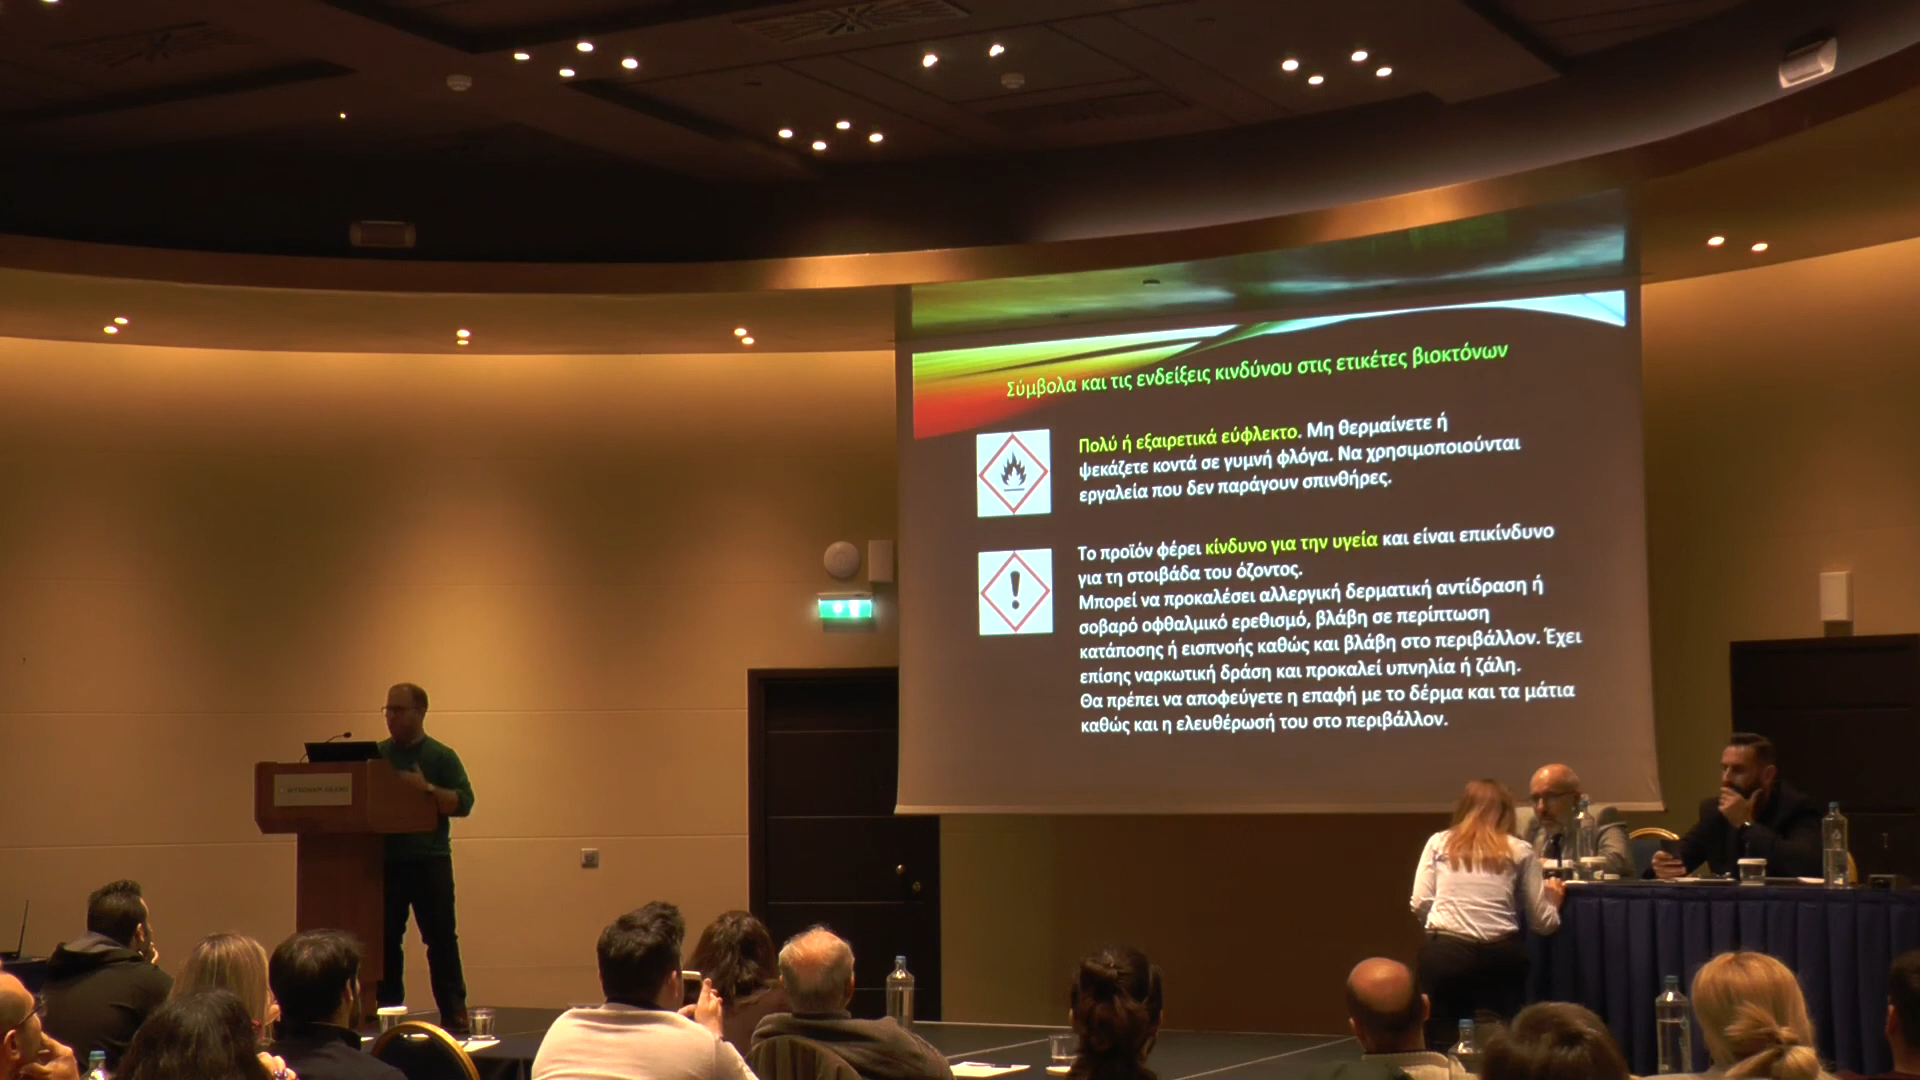 Σύμβολα και τις ενδείξεις κινδύνου στις ετικέτες βιοκτόνων
Πολύ ή εξαιρετικά εύφλεκτο. Μη θερμαίνετε ή
ψεκάζετε κοντά σε γυμνή φλόγα. Να χρησιμοποιούνται
εργαλεία που δεν παράγουν σπινθήρες.
Το προϊόν φέρει κίνδυνο για την υγεία και είναι επικίνδυνο
για τη στοιβάδα του όζοντος.
Μπορεί να προκαλέσει αλλεργική δερματική αντίδραση ή
σοβαρό οφθαλμικό ερεθισμό, βλάβη σε περίπτωση
κατάποσης ή εισπνοής καθώς και βλάβη στο περιβάλλον. Έχει
επίσης ναρκωτική δράση και προκαλεί υπνηλία ή ζάλη.
Θα πρέπει να αποφεύγετε η επαφή με το δέρμα και τα μάτια
καθώς και η ελευθέρωσή του στο περιβάλλον.